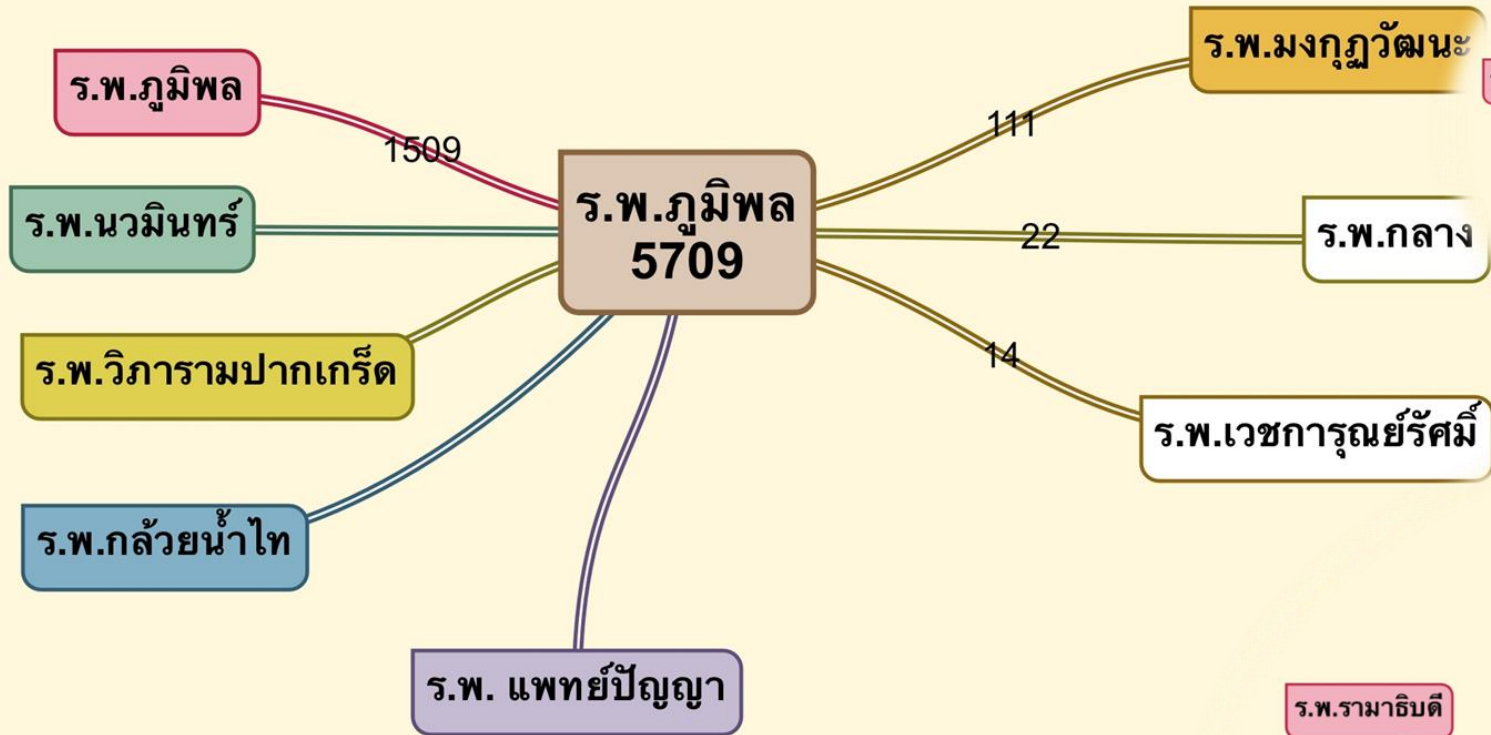 ร.พ.ภูมิพล
1509
ร.พ.นวมินทร์
ร.พ.วิภารามปากเกร็ด
ร.พ.กล้วยน้ำไท
ร.พ. แพทย์ปัญญา
ร.พ.ภูมิพล
5709
ร.พ.มงกุฎวัฒนะ
111
22
ร.พ.กลาง
14
ร.พ.เวชการุณย์รัศมิ์
ร.พ.รามาธิบดี